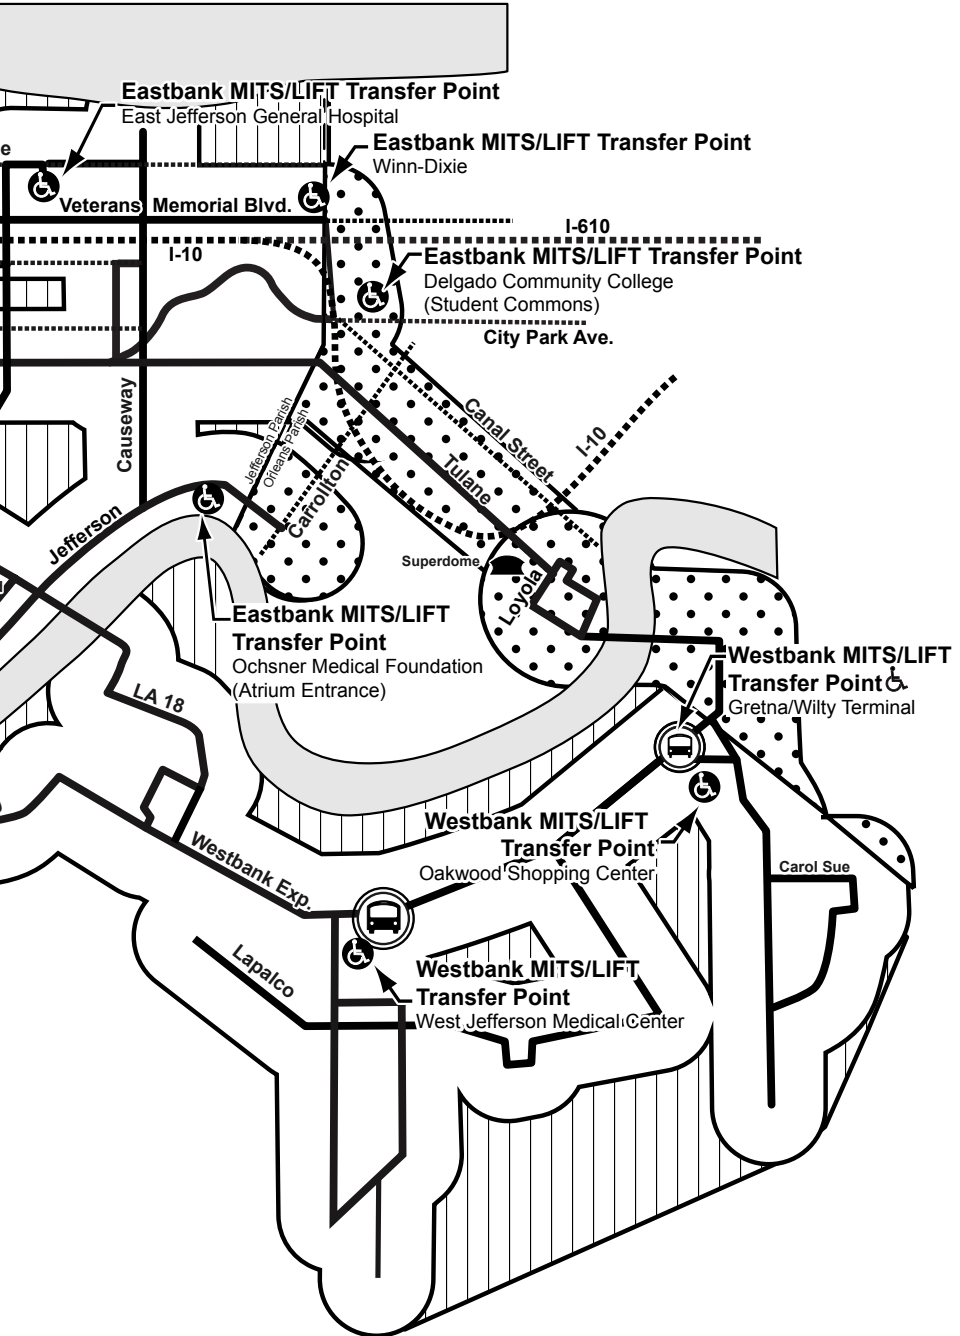 Eastbank MITS/LIFT Transfer Point
East Jefferson General Hospital
Eastbank MITS/LIFT Transfer Point
Winn-Dixie
e
Veterans Memorial Blvd.
I-610
I-10
Eastbank MITS/LIFT Transfer Point
Delgado Community College
(Student Commons)
City Park Ave.
Causeway
Jefferson Parish
Orleans Parish
Canal Street
I-10
Tulane
Carrollton
Jefferson
Superdome
Loyola
Eastbank MITS/LIFT
Transfer Point
Ochsner Medical Foundation
(Atrium Entrance)
Westbank MITS/LIFT
Transfer Point
Gretna/Wilty Terminal
LA 18
Westbank MITS/LIFT
Transfer Point
Oakwood Shopping Center
Westbank Exp.
Carol Sue
Lapalco
Westbank MITS/LIFT
Transfer Point
West Jefferson Medical Center